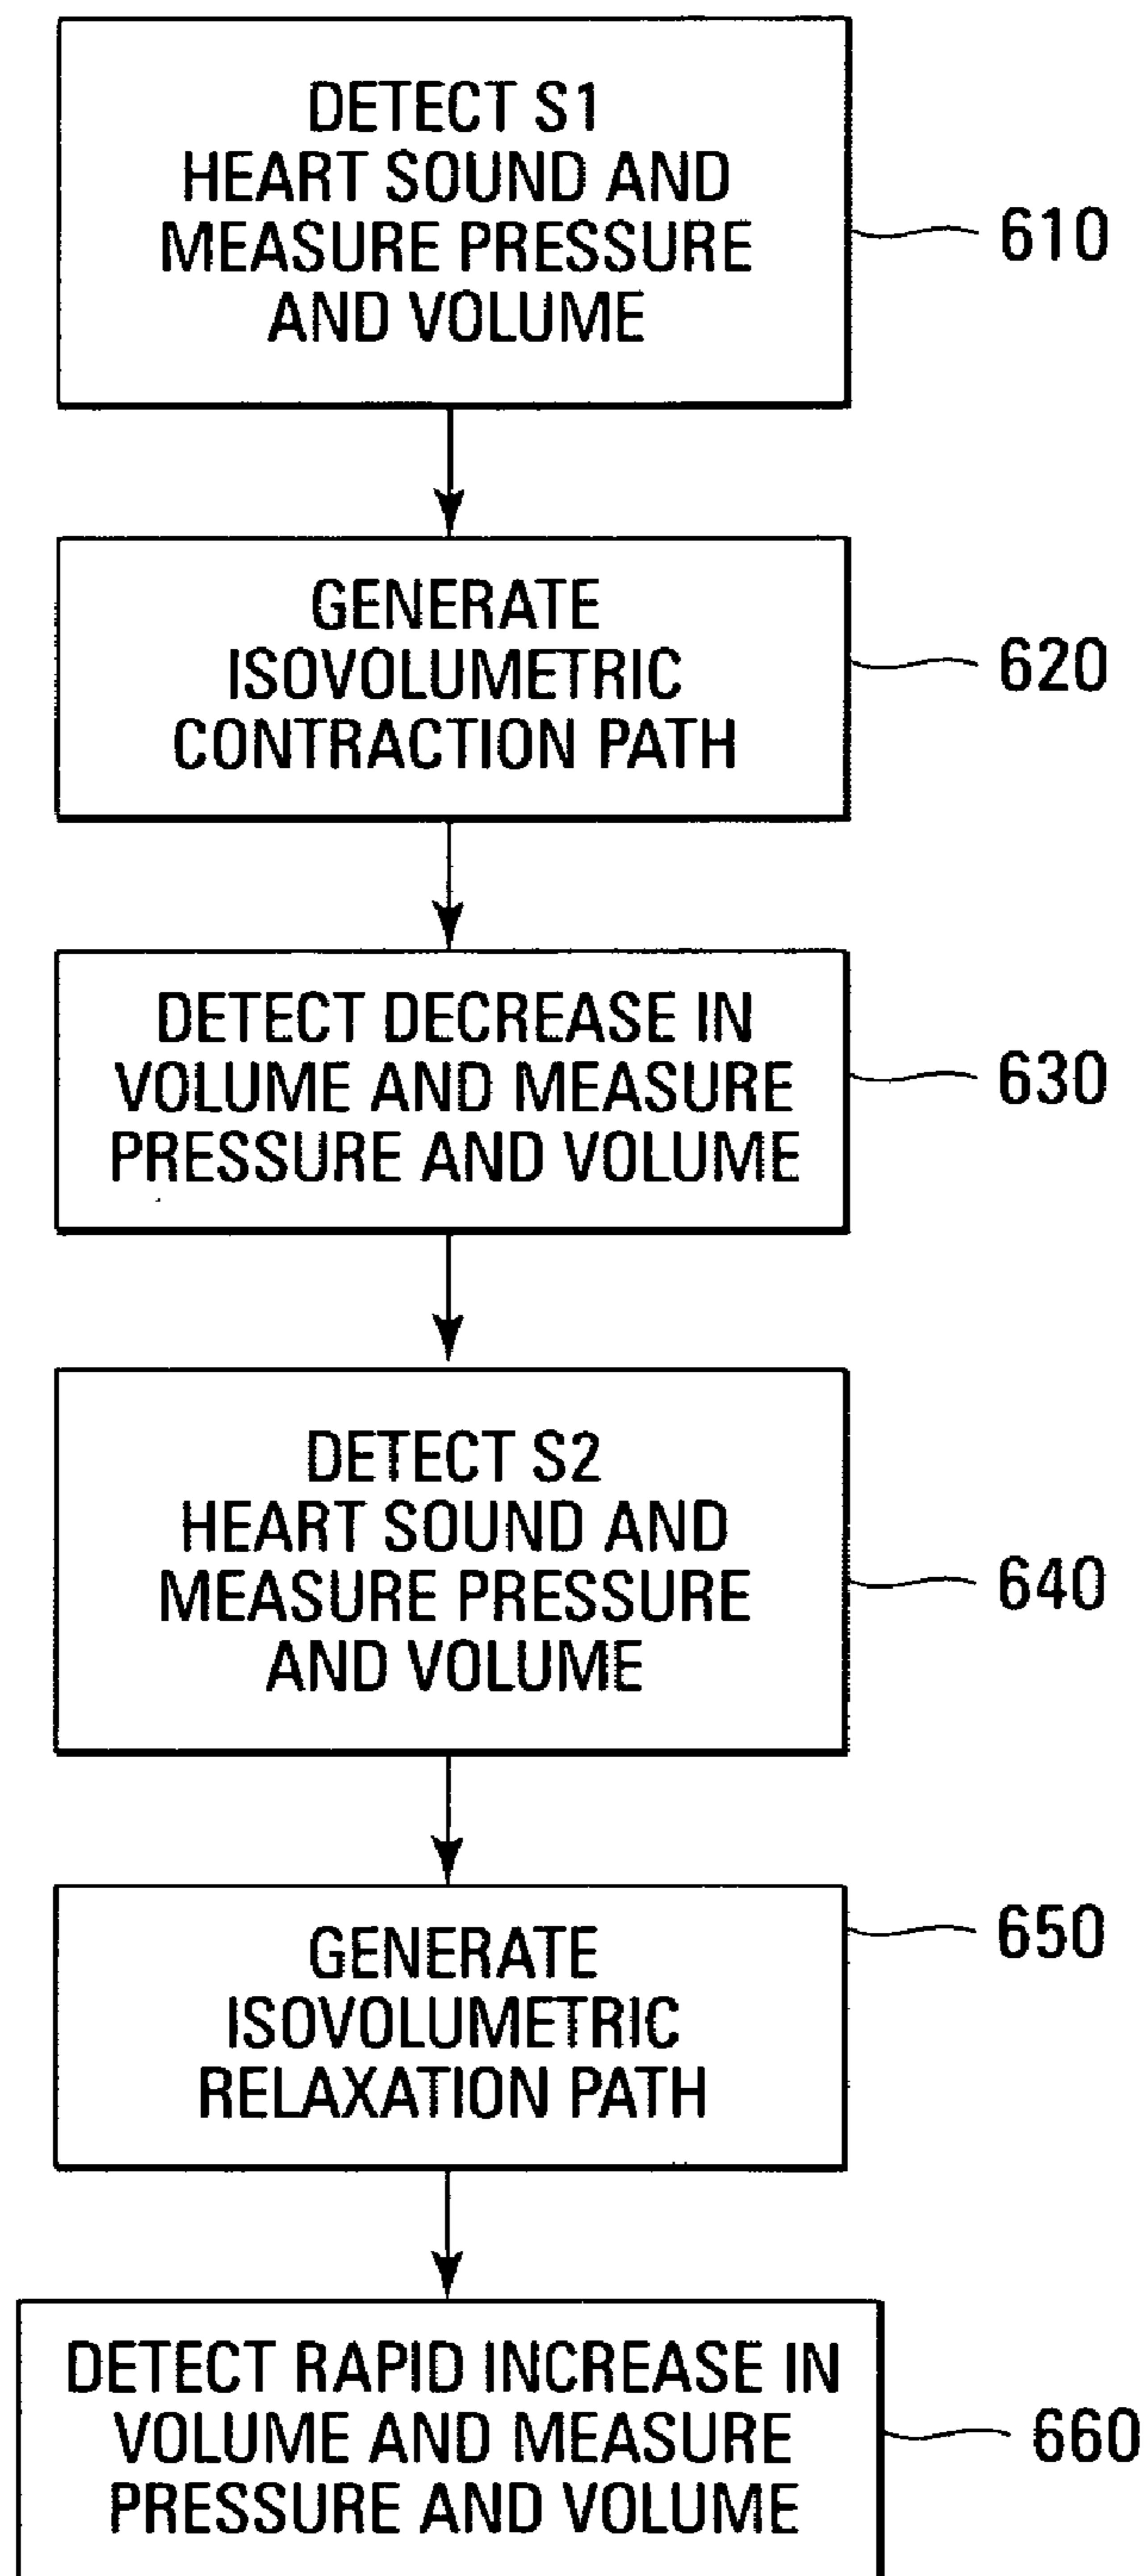 DETECT S1
HEART SOUND AND
MEASURE PRESSURE
AND VOLUME
610
GENERATE
ISOVOLUMETRIC
CONTRACTION PATH
620
DETECT DECREASE IN
VOLUME AND MEASURE
PRESSURE AND VOLUME
630
DETECT S2
HEART SOUND AND
MEASURE PRESSURE
AND VOLUME
640
GENERATE
ISOVOLUMETRIC
RELAXATION PATH
650
DETECT RAPID INCREASE IN
VOLUME AND MEASURE
PRESSURE AND VOLUME
660